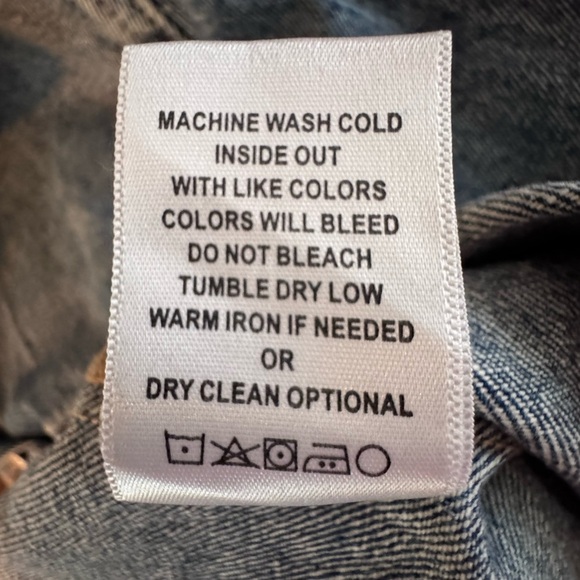 MACHINE WASH COLD
INSIDE OUT
WITH LIKE COLORS
COLORS WILL BLEED
DO NOT BLEACH
TUMBLE DRY LOW
WARM IRON IF NEEDED
OR
DRY CLEAN OPTIONAL